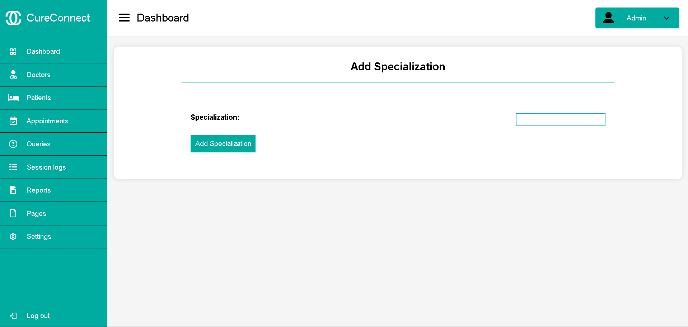 CureConnect
Dashboard
Admin
Dashboard
Doctors
Patients
Appointments
Queries
Session logs
Reports
Pages
Settings
Log out
Add Specialization
Specialization:
Add Specialization